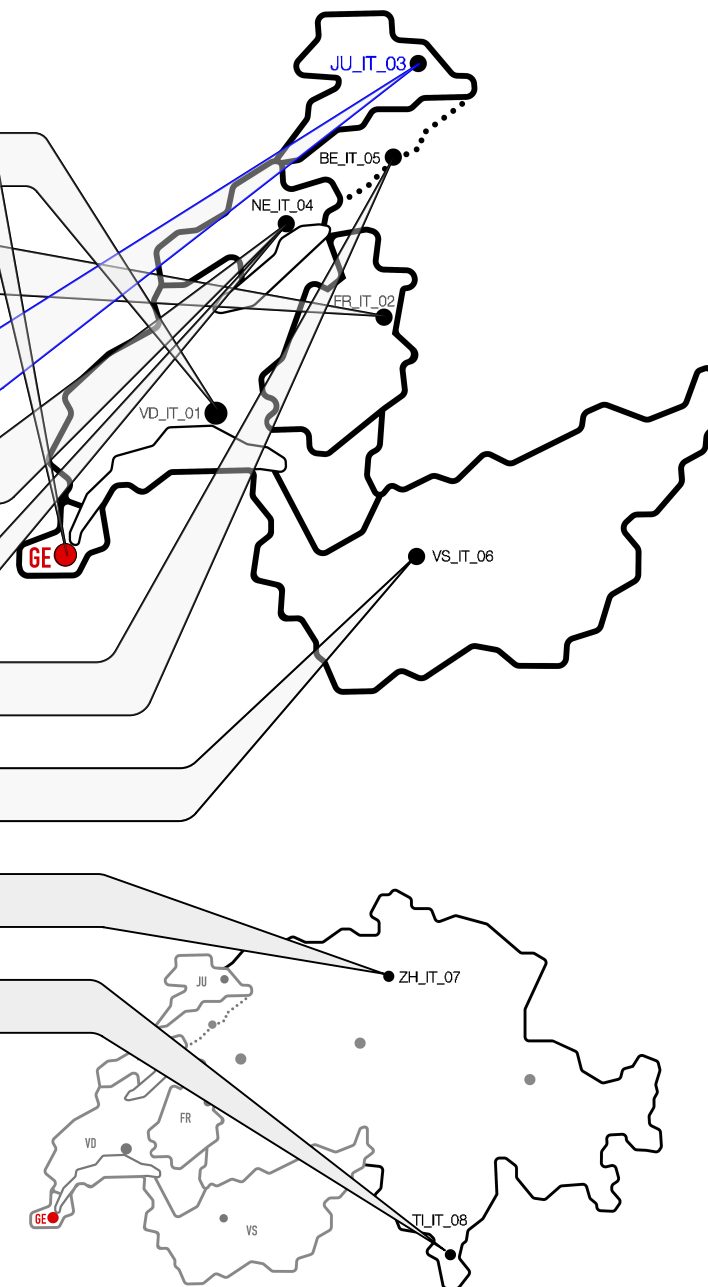 JU_IT_03
BE_IT_05
NE_IT_04
FR_IT_02
VD_IT_01
GE
VS_IT_06
ZH_IT_07
JU
FR
VD
GE
VS
TI_IT_08